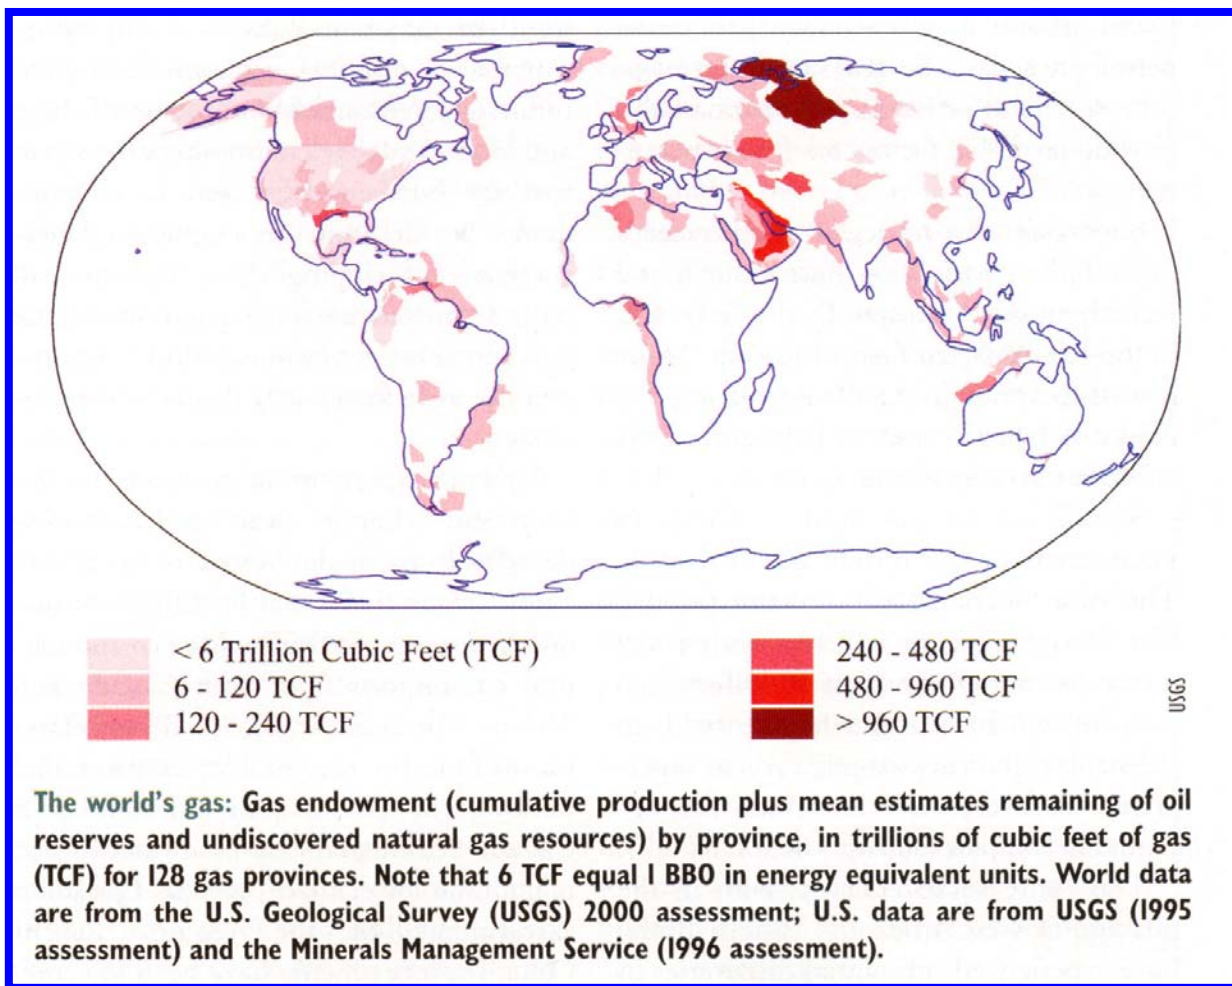 < 6 Trillion Cubic Feet (TCF)
6 - 120 TCF
120 - 240 TCF
240 - 480 TCF
480 - 960 TCF
> 960 TCF
USGS
The world's gas: Gas endowment (cumulative production plus mean estimates remaining of oil
reserves and undiscovered natural gas resources) by province, in trillions of cubic feet of gas
(TCF) for 128 gas provinces. Note that 6 TCF equal 1 BBO in energy equivalent units. World data
are from the U.S. Geological Survey (USGS) 2000 assessment; U.S. data are from USGS (1995
assessment) and the Minerals Management Service (1996 assessment).